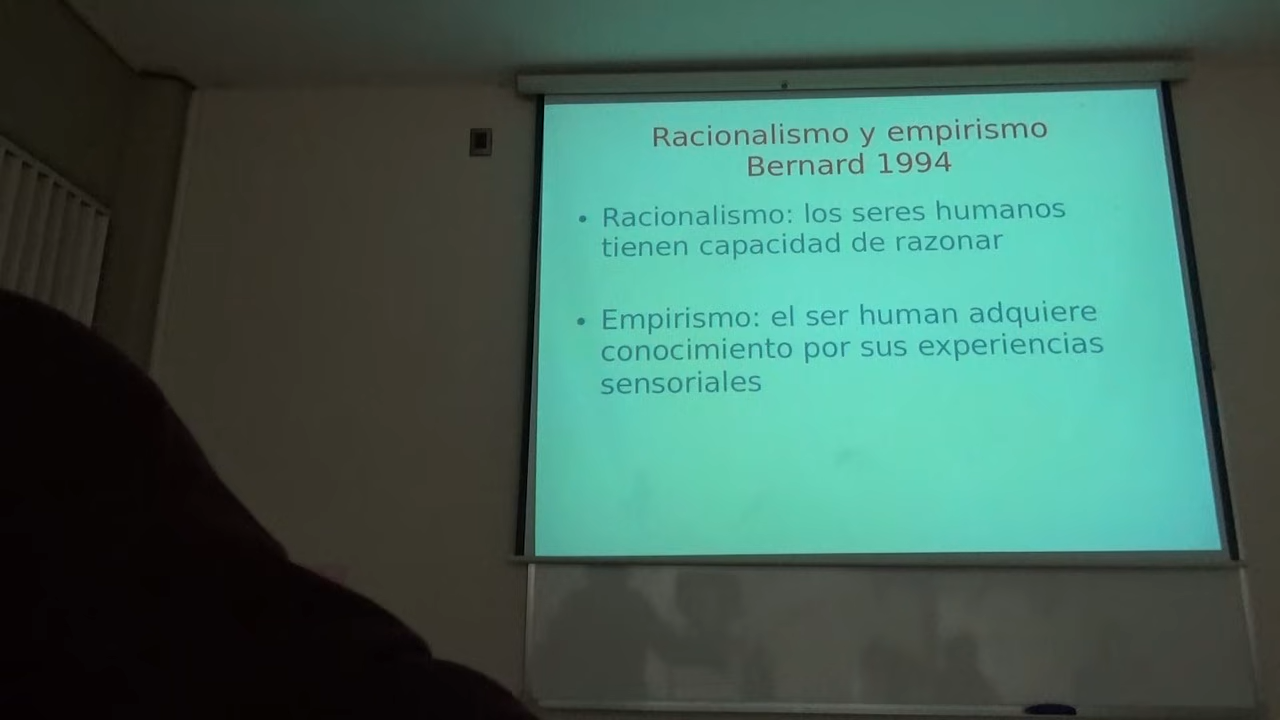 Racionalismo y empirismo
Bernard 1994
• Racionalismo: los seres humanos
tienen capacidad de razonar
• Empirismo: el ser human adquiere
conocimiento por sus experiencias
sensoriales